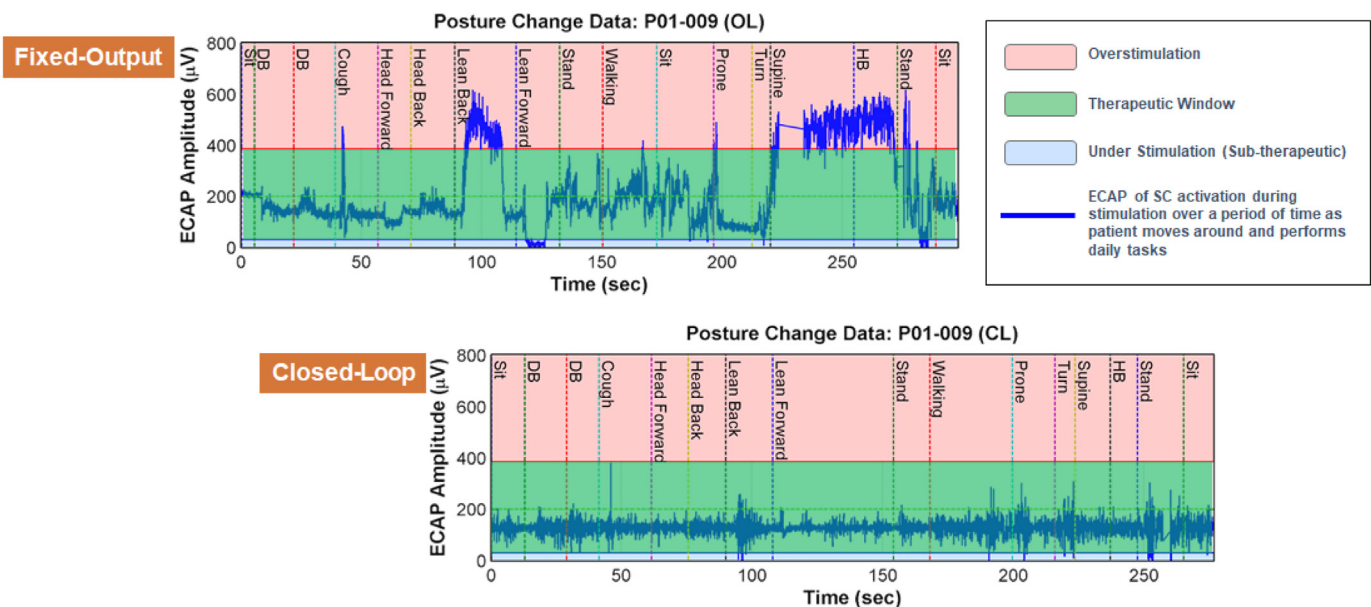 Posture Change Data: P01-009 (OL)
Fixed-Output
ECAP Amplitude (µV)
800
600
400
200
0
Sit
DB
DB
Cough
Head Forward
Head Back
Lean Back
Lean Forward
Stand
Walking
Sit
Prone
Turn
Supine
HB
Stand
Sit
0 50 100 150 200 250
Time (sec)
Overstimulation
Therapeutic Window
Under Stimulation (Sub-therapeutic)
ECAP of SC activation during
stimulation over a period of time as
patient moves around and performs
daily tasks
Posture Change Data: P01-009 (CL)
Closed-Loop
ECAP Amplitude (µV)
800
600
400
200
0
Sit
DB
DB
Cough
Head Forward
Head Back
Lean Back
Lean Forward
Stand
Walking
Prone
Turn
Supine
HB
Stand
Sit
0 50 100 150 200 250
Time (sec)